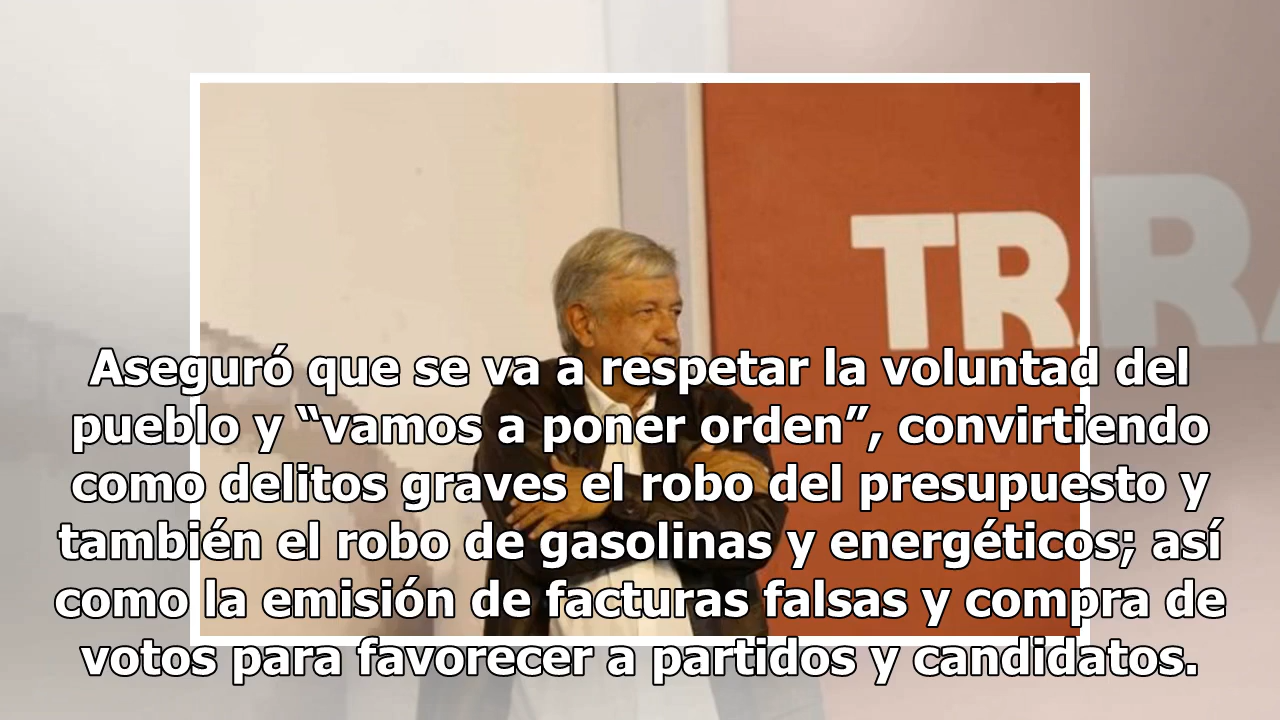 TRA
RA
Aseguró que se va a respetar la voluntad del
pueblo y “vamos a poner orden”, convirtiendo
como delitos graves el robo del presupuesto y
también el robo de gasolinas y energéticos; así
como la emisión de facturas falsas y compra de
votos para favorecer a partidos y candidatos.